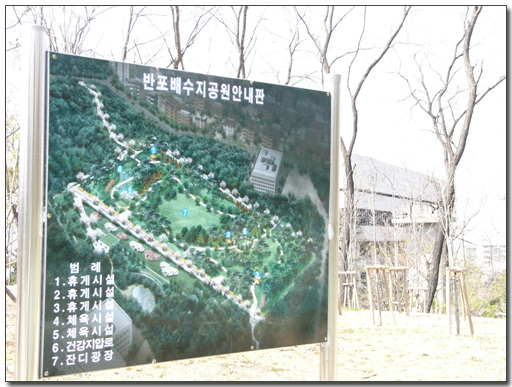 반포배수지공원안내판
범 례
1.휴게시설
2.휴게시설
3.휴게시설
4.체육시설
5.체육시설
6.건강지압로
7.잔디광장